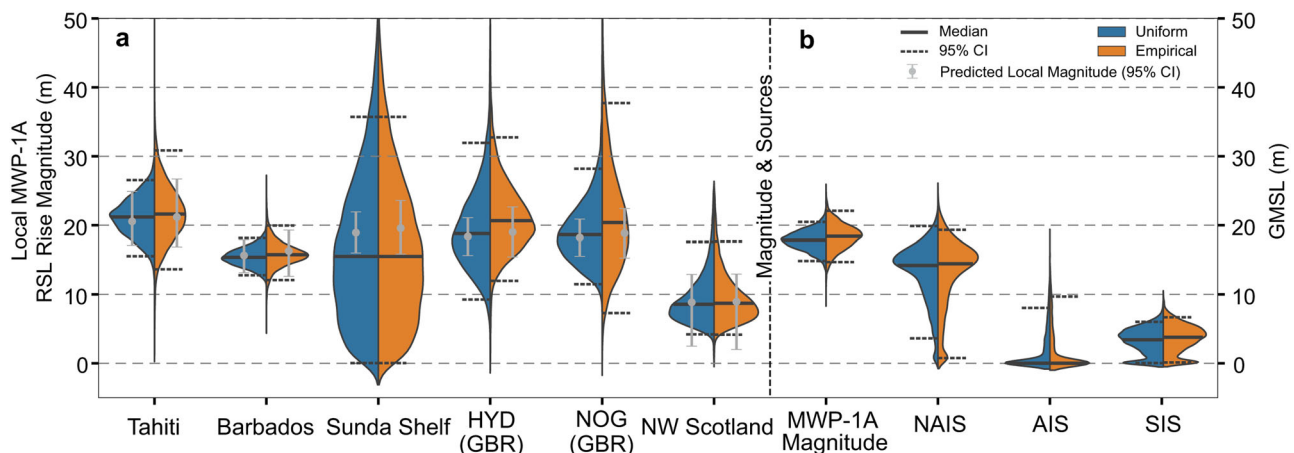 a
b
Median
95% CI
Predicted Local Magnitude (95% CI)
Uniform
Empirical
Local MWP-1A
RSL Rise Magnitude (m)
50
40
30
20
10
0
Magnitude & Sources
50
40
30
20
10
0
GMSL (m)
Tahiti
Barbados
Sunda Shelf
HYD
(GBR)
NOG
(GBR)
NW Scotland
MWP-1A
Magnitude
NAIS
AIS
SIS